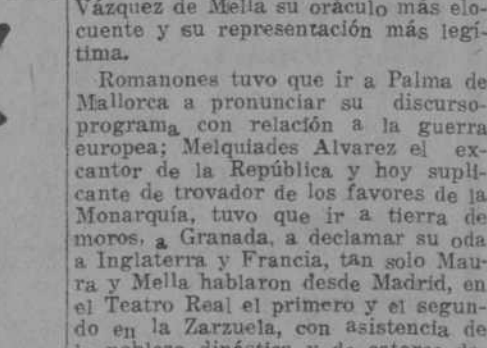 Vázquez de Mella su oráculo más elo-
cuente y su representación más legí-
tima.
Romanones tuvo que ir a Palma de
Mallorca a pronunciar su discurso-
programa con relación a la guerra
europea; Melquiades Alvarez el ex-
cantor de la República y hoy supli-
cante de trovador de los favores de la
Monarquía, tuvo que ir a tierra de
moros, a Granada, a declamar su oda
a Inglaterra y Francia, tan solo Mau-
ra y Mella hablaron desde Madrid, en
el Teatro Real el primero y el segun-
do en la Zarzuela, con asistencia de